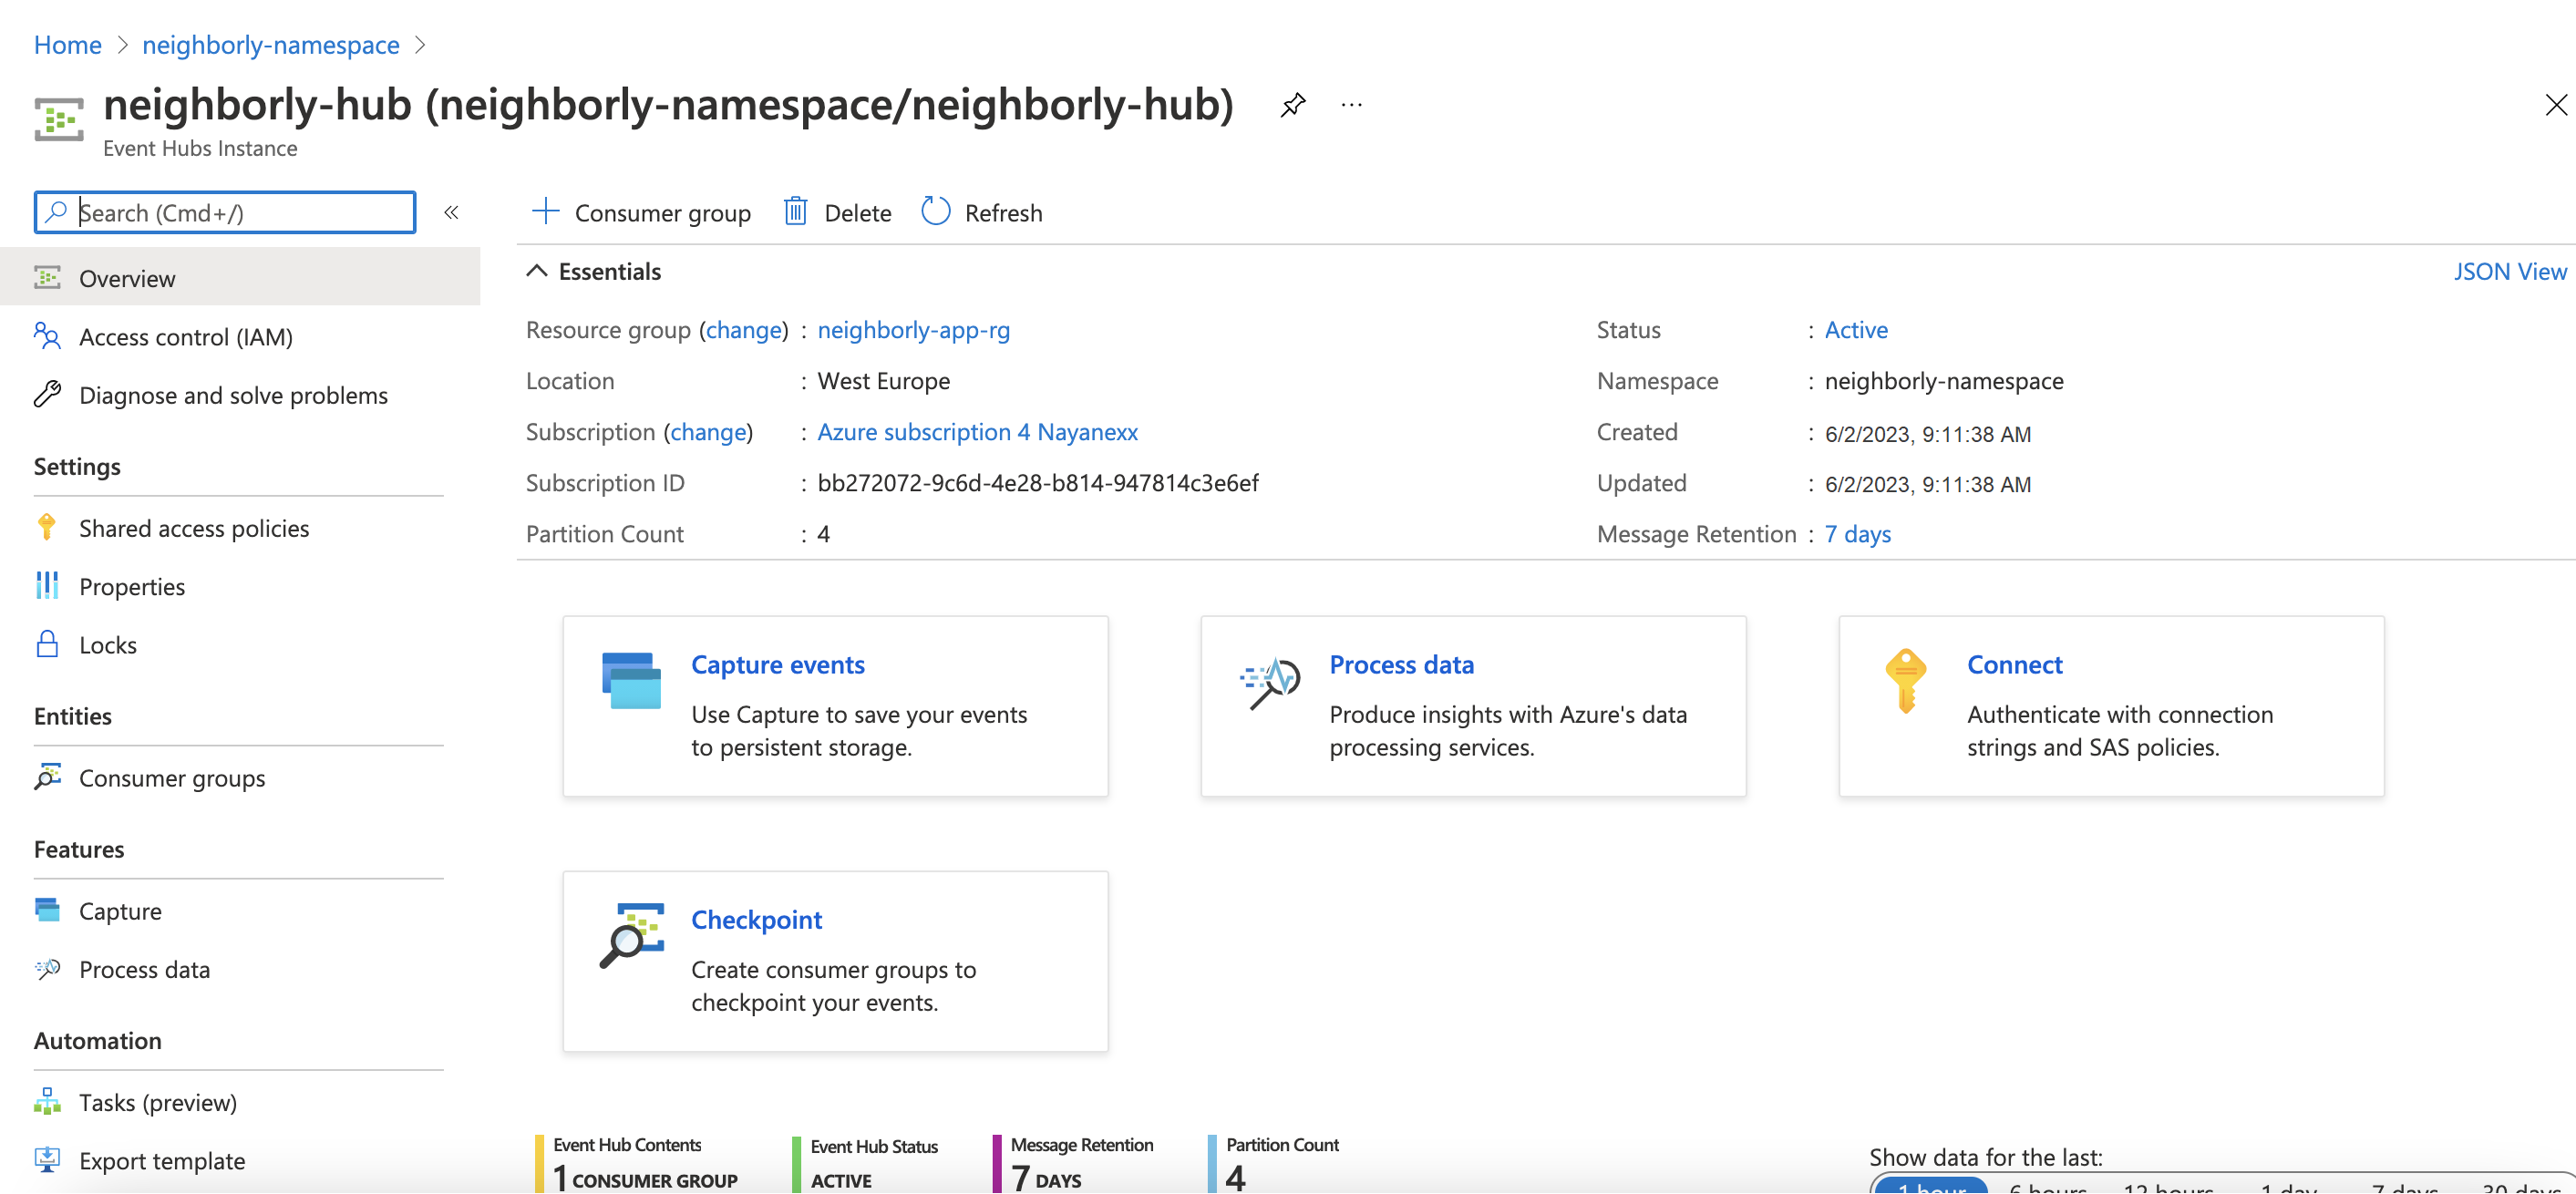 Home > neighborly-namespace >
neighborly-hub (neighborly-namespace/neighborly-hub) ...
Event Hubs Instance
Search (Cmd+/) «
Consumer group Delete Refresh
Overview
Access control (IAM)
Diagnose and solve problems
Settings
Shared access policies
Properties
Locks
Entities
Consumer groups
Features
Capture
Process data
Automation
Tasks (preview)
Export template
Essentials JSON View
Resource group (change) : neighborly-app-rg
Location : West Europe
Subscription (change) : Azure subscription 4 Nayanexx
Subscription ID : bb272072-9c6d-4e28-b814-947814c3e6ef
Partition Count : 4
Status : Active
Namespace : neighborly-namespace
Created : 6/2/2023, 9:11:38 AM
Updated : 6/2/2023, 9:11:38 AM
Message Retention : 7 days
Capture events
Use Capture to save your events
to persistent storage.
Process data
Produce insights with Azure's data
processing services.
Connect
Authenticate with connection
strings and SAS policies.
Checkpoint
Create consumer groups to
checkpoint your events.
Event Hub Contents
1 CONSUMER GROUP
Event Hub Status
ACTIVE
Message Retention
7 DAYS
Partition Count
4
Show data for the last:
1 hour 6 hours 12 hours 1 day 7 days 30 days